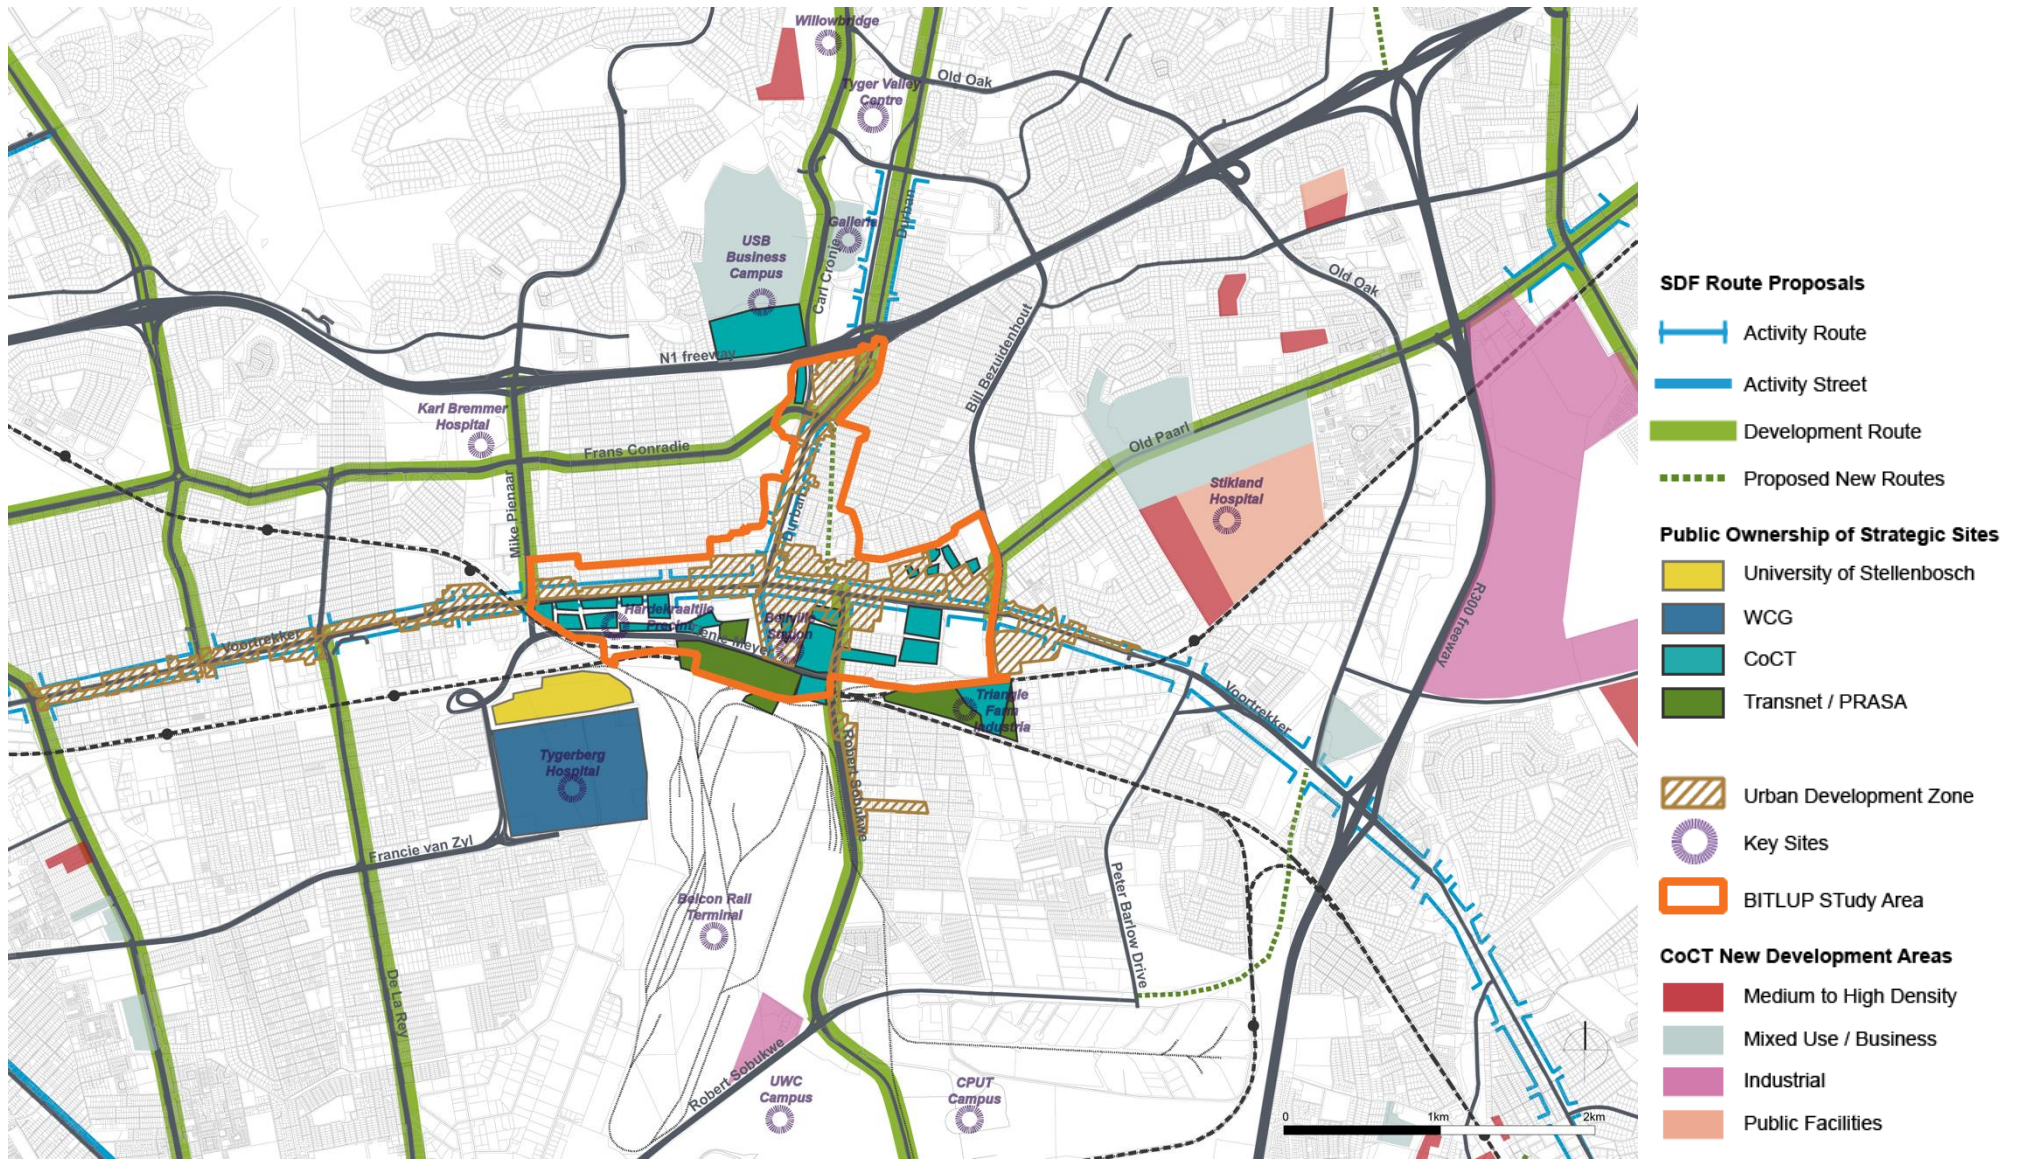 Willowbridge
Tyger Valley
Centre
Old Oak
Durban
Galleria
USB
Business
Campus
Carl Cronje
N1 freeway
Old Oak
Bill Bezuidenhout
Karl Bremmer
Hospital
Frans Conradie
Old Paarl
Mike Pienaar
Durban
Stikland
Hospital
R300 freeway
Hardekraaltjie
Precinct
Bellville
Station
Voortrekker
Triangle
Farm
Industria
Voortrekker
Tygerberg
Hospital
Robert Sobukwe
Francie van Zyl
Peter Barlow Drive
Belcon Rail
Terminal
De La Rey
Robert Sobukwe
UWC
Campus
CPUT
Campus
0
1km
2km
SDF Route Proposals
Activity Route
Activity Street
Development Route
Proposed New Routes
Public Ownership of Strategic Sites
University of Stellenbosch
WCG
CoCT
Transnet / PRASA
Urban Development Zone
Key Sites
BITLUP STudy Area
CoCT New Development Areas
Medium to High Density
Mixed Use / Business
Industrial
Public Facilities